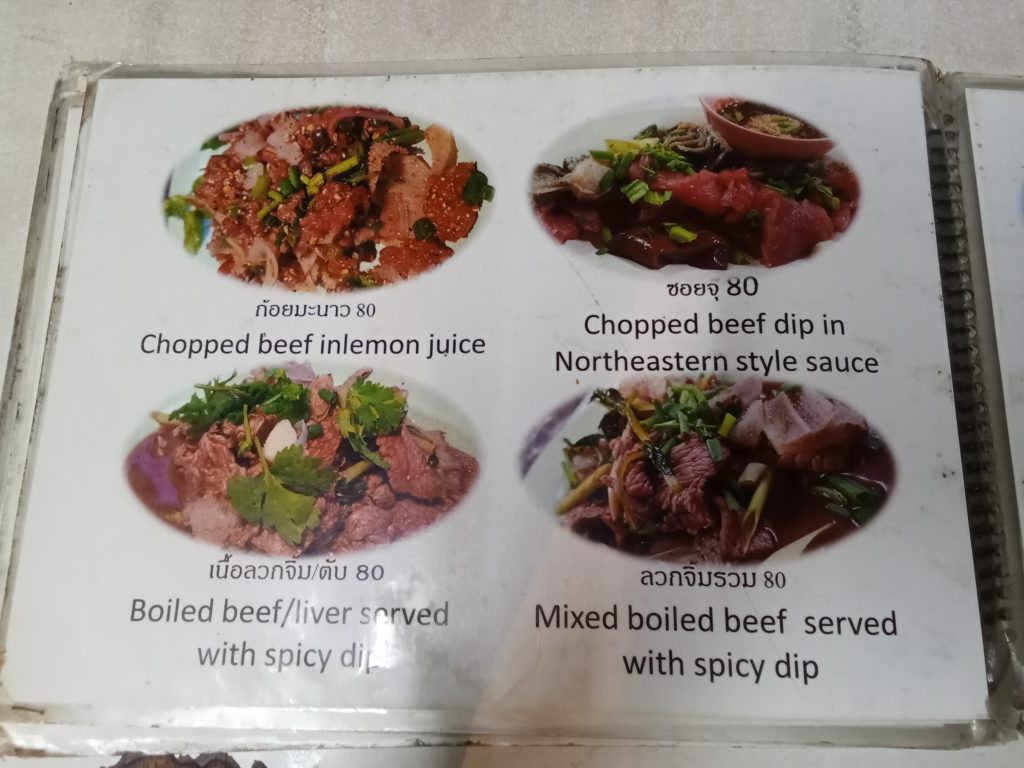 ก้อยมะนาว 80
Chopped beef inlemon juice
ซอยจุ 80
Chopped beef dip in
Northeastern style sauce
เนื้อลวกจิ้ม/ตับ 80
Boiled beef/liver served
with spicy dip
ลวกจิ้มรวม 80
Mixed boiled beef served
with spicy dip